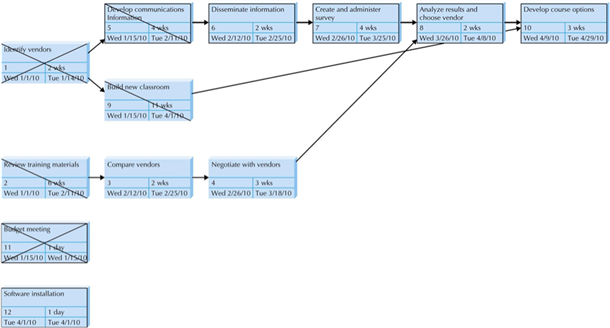 Develop communications
Information
5 4 wks
Wed 1/15/10 Tue 2/11/10
Disseminate information
6 2 wks
Wed 2/12/10 Tue 2/25/10
Create and administer
survey
7 4 wks
Wed 2/26/10 Tue 3/25/10
Analyze results and
choose vendor
8 2 wks
Wed 3/26/10 Tue 4/8/10
Develop course options
10 3 wks
Wed 4/9/10 Tue 4/29/10
Identify vendors
1 2 wks
Wed 1/1/10 Tue 1/14/10
Build new classroom
9 11 wks
Wed 1/15/10 Tue 4/1/10
Review training materials
2 6 wks
Wed 1/1/10 Tue 2/11/10
Compare vendors
3 2 wks
Wed 2/12/10 Tue 2/25/10
Negotiate with vendors
4 3 wks
Wed 2/26/10 Tue 3/18/10
Budget meeting
11 1 day
Wed 1/15/10 Wed 1/15/10
Software installation
12 1 day
Tue 4/1/10 Tue 4/1/10